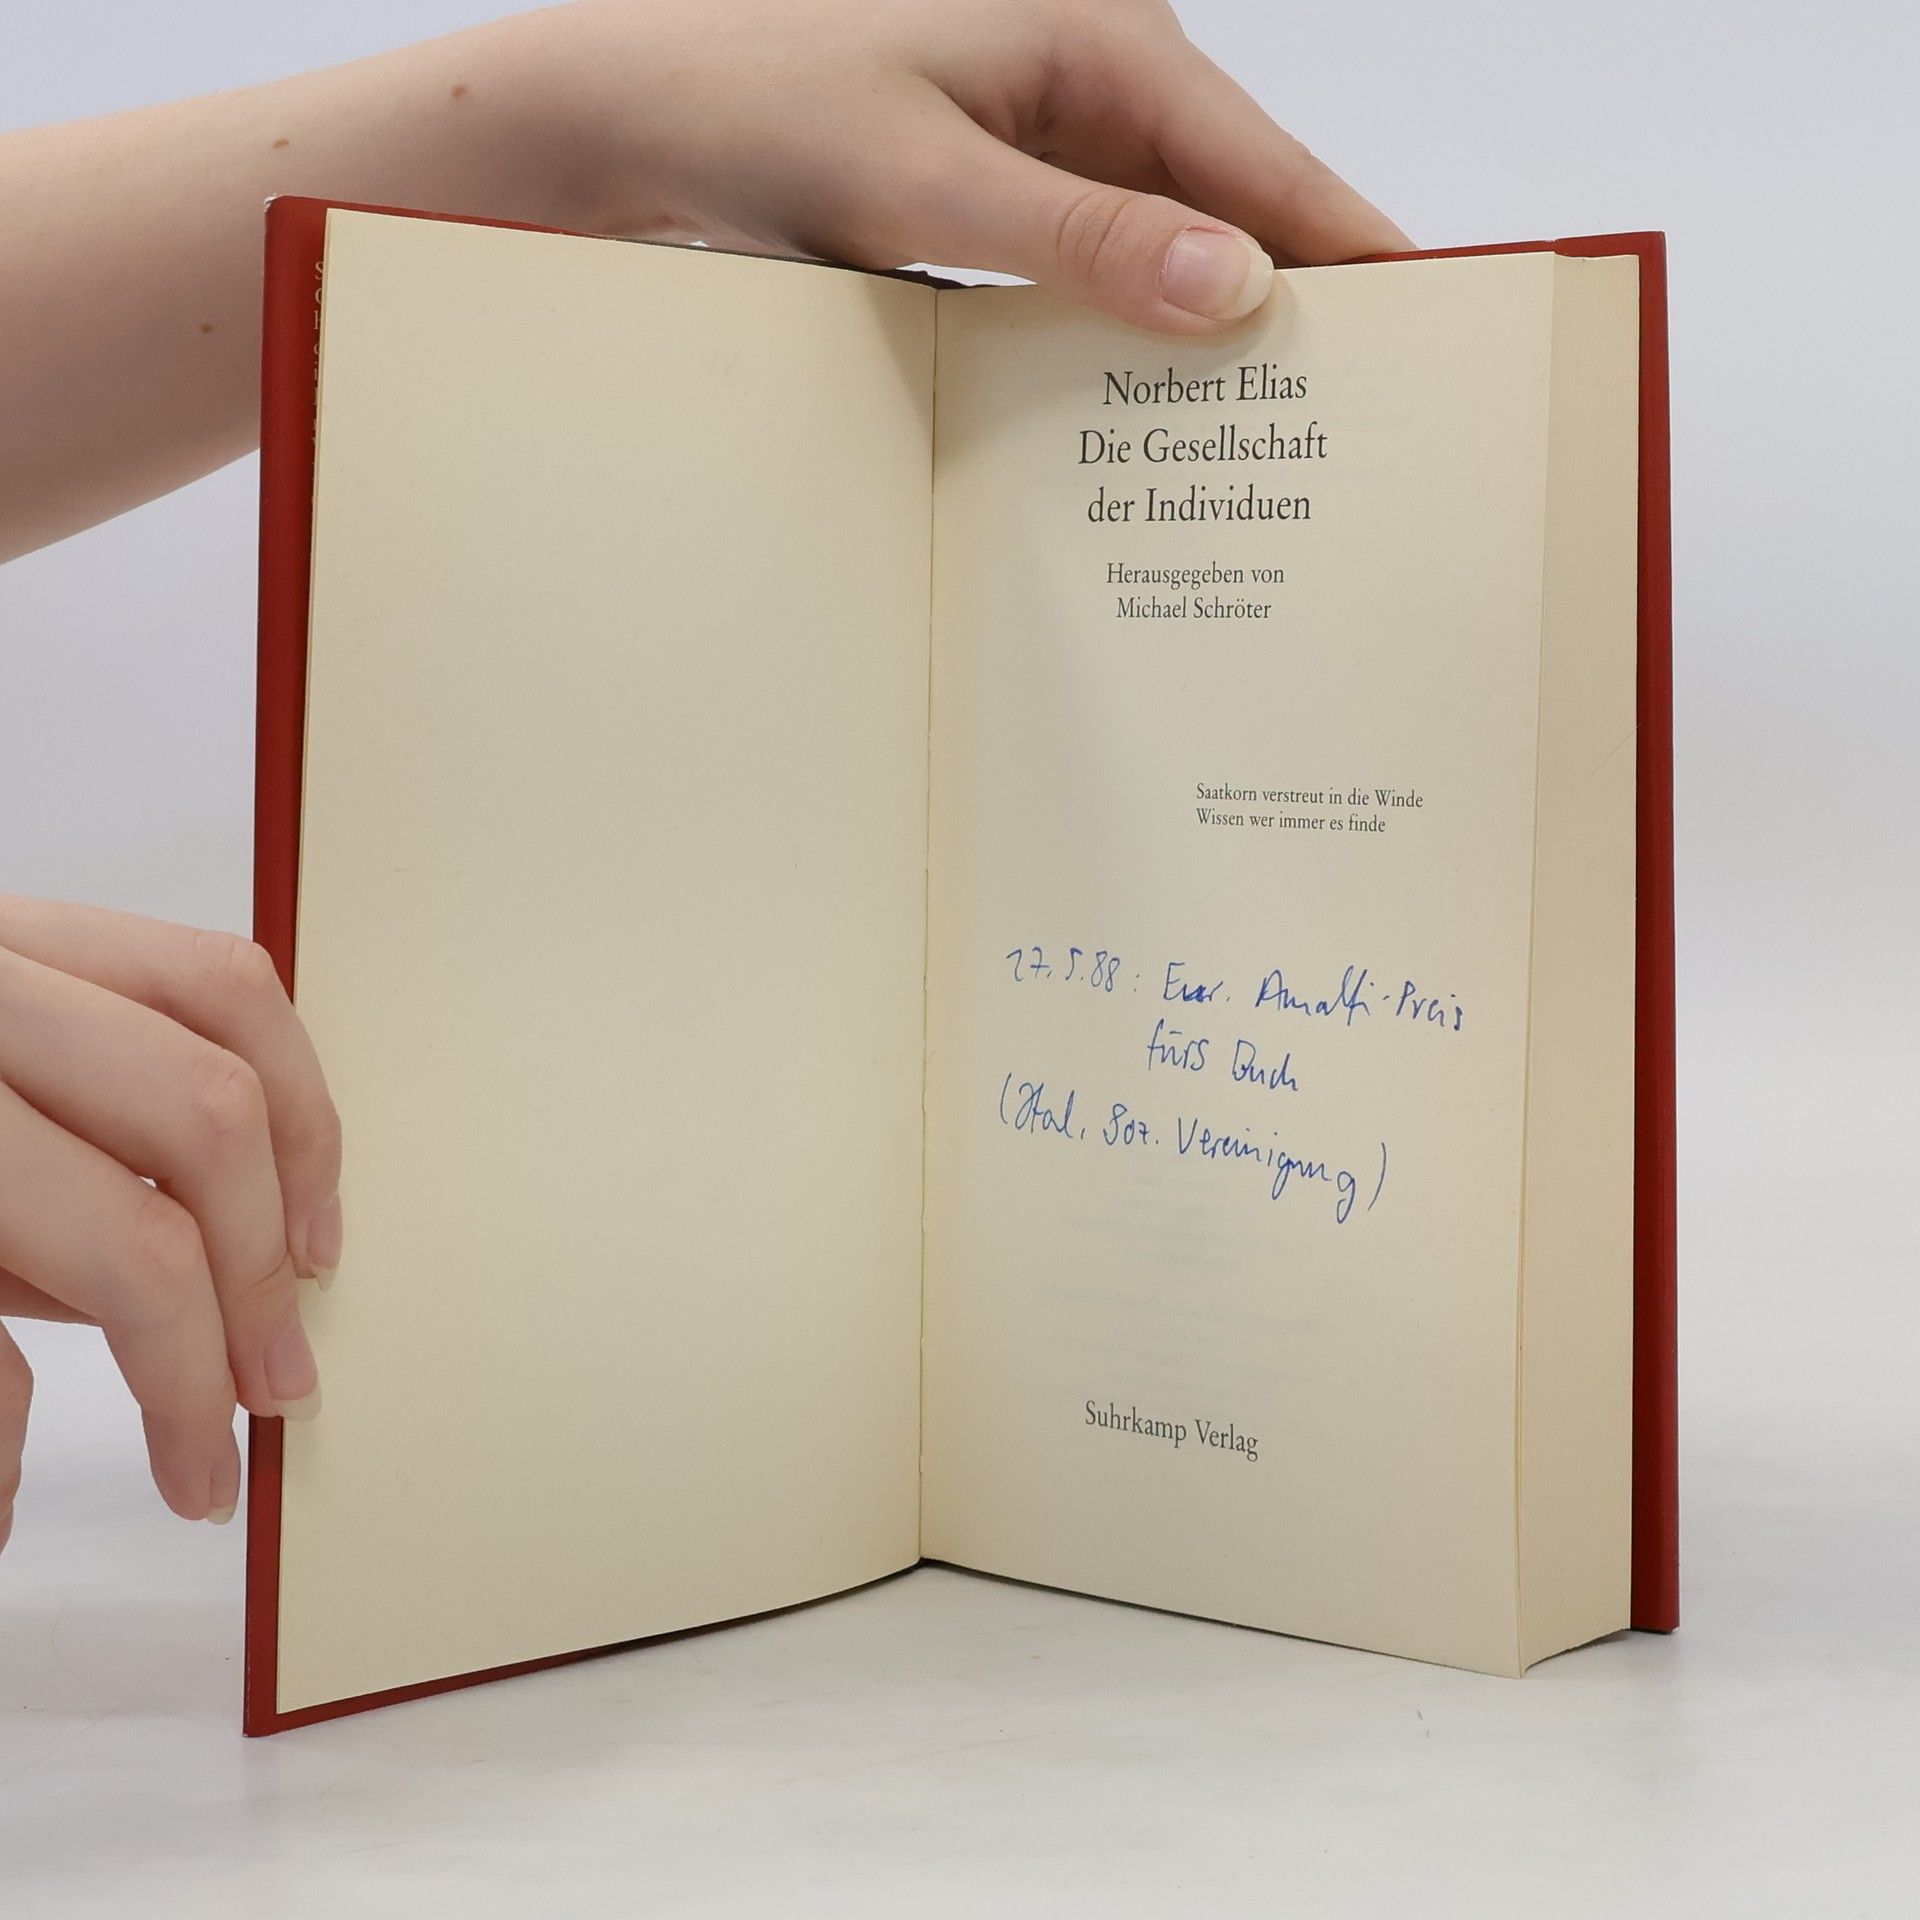 Norbert Elias
Die Gesellschaft
der Individuen
Herausgegeben von
Michael Schröter
Saatkorn verstreut in die Winde
Wissen wer immer es finde
27.5.88: Eur. Amalfi-Preis
fürs Buch
(Ital. Soz. Vereinigung)
Suhrkamp Verlag